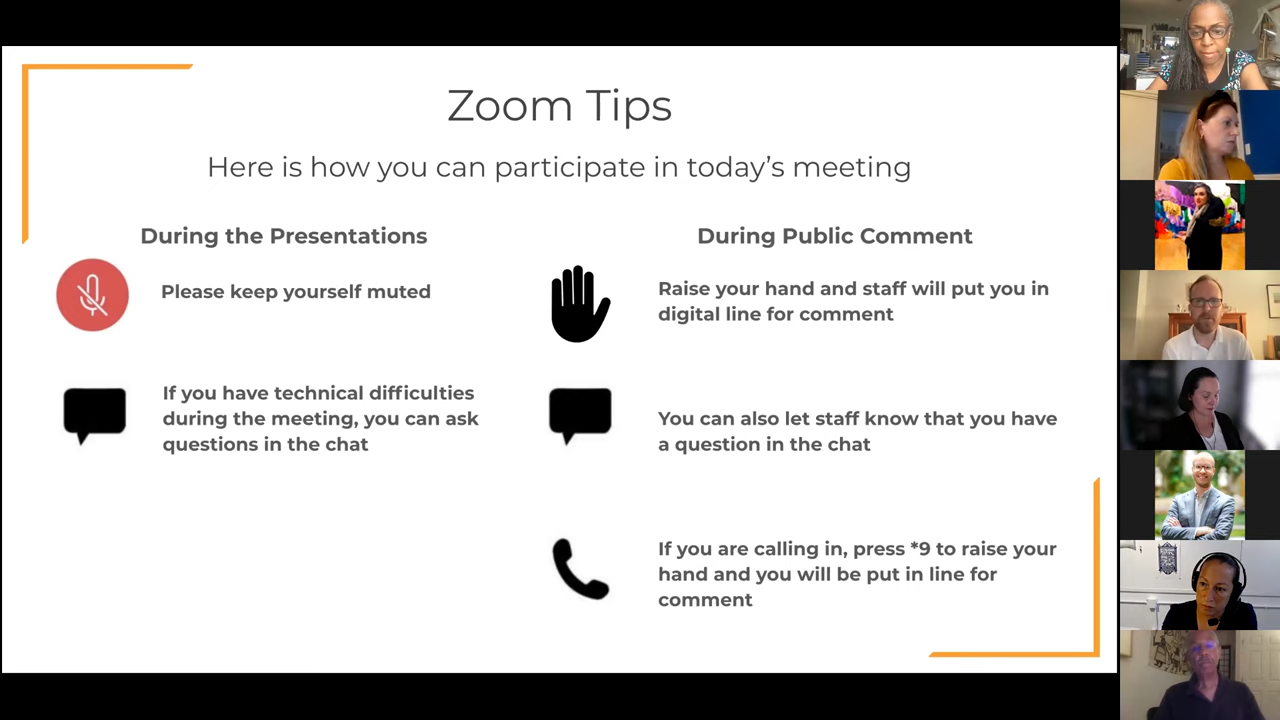 Zoom Tips
Here is how you can participate in today's meeting
During the Presentations
Please keep yourself muted
If you have technical difficulties
during the meeting, you can ask
questions in the chat
During Public Comment
Raise your hand and staff will put you in
digital line for comment
You can also let staff know that you have
a question in the chat
If you are calling in, press *9 to raise your
hand and you will be put in line for
comment